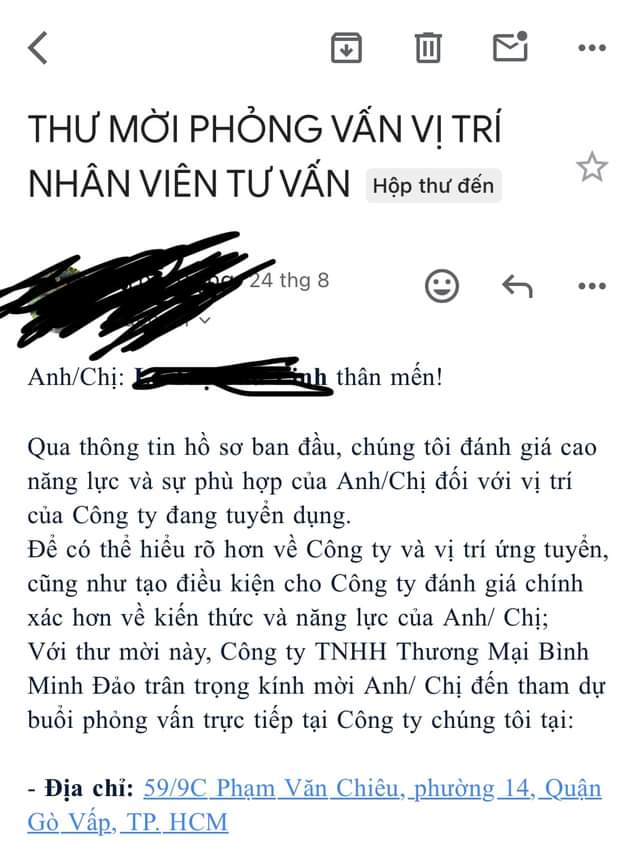 THƯ MỜI PHỎNG VẤN VỊ TRÍ
NHÂN VIÊN TƯ VẤN Hộp thư đến
24 thg 8
Anh/Chị: thân mến!
Qua thông tin hồ sơ ban đầu, chúng tôi đánh giá cao
năng lực và sự phù hợp của Anh/Chị đối với vị trí
của Công ty đang tuyển dụng.
Để có thể hiểu rõ hơn về Công ty và vị trí ứng tuyển,
cũng như tạo điều kiện cho Công ty đánh giá chính
xác hơn về kiến thức và năng lực của Anh/ Chị;
Với thư mời này, Công ty TNHH Thương Mại Bình
Minh Đảo trân trọng kính mời Anh/ Chị đến tham dự
buổi phỏng vấn trực tiếp tại Công ty chúng tôi tại:
- Địa chỉ: 59/9C Phạm Văn Chiêu, phường 14, Quận
Gò Vấp, TP. HCM